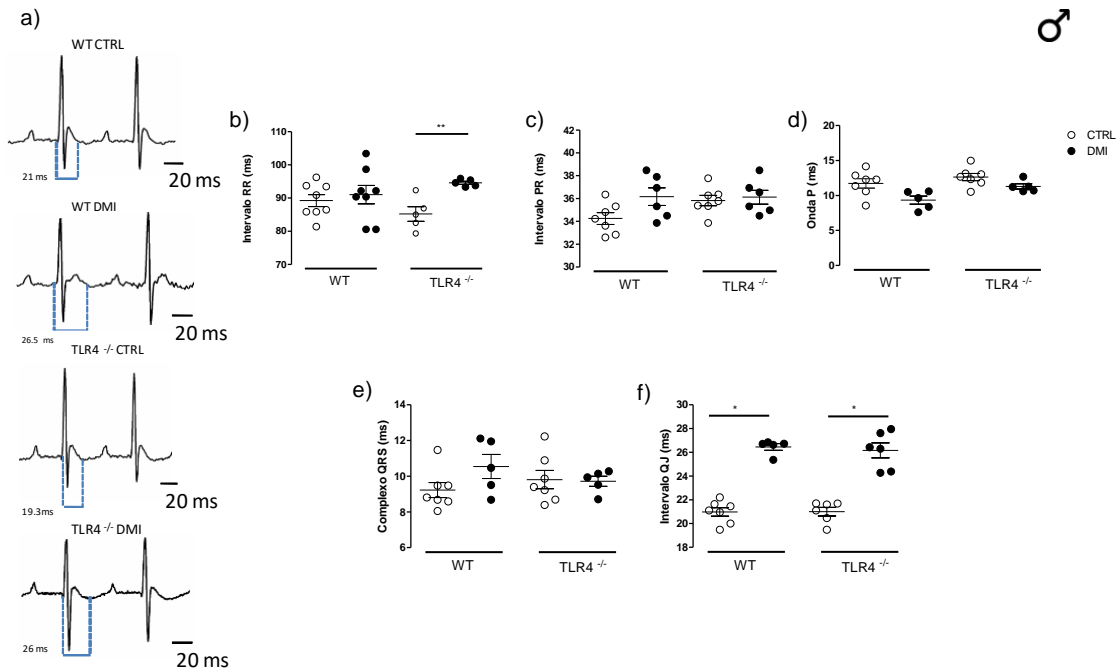 a)
WT CTRL
21 ms
20 ms
WT DMI
26.5 ms
20 ms
TLR4 -/- CTRL
19.3ms
20 ms
TLR4 -/- DMI
26 ms
20 ms
b)
Intervalo RR (ms)
110
100
90
80
70
**
WT
TLR4 -/-
c)
Intervalo PR (ms)
42
40
38
36
34
32
30
WT
TLR4 -/-
d)
Onda P (ms)
20
15
10
5
0
WT
TLR4 -/-
CTRL
DMI
e)
Complexo QRS (ms)
14
12
10
8
6
WT
TLR4 -/-
f)
Intervalo QJ (ms)
30
28
26
24
22
20
18
*
*
WT
TLR4 -/-